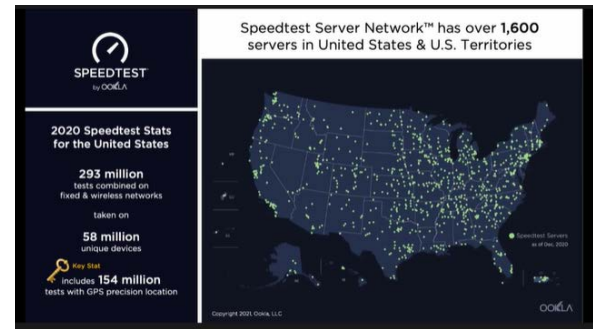 SPEEDTEST
by OOKLA
2020 Speedtest Stats
for the United States
293 million
tests combined on
fixed & wireless networks
taken on
58 million
unique devices
Key Stat
includes 154 million
tests with GPS precision location
Speedtest Server Network™ has over 1,600
servers in United States & U.S. Territories
Speedtest Servers
as of Dec, 2020
Copyright 2021, Ookla, LLC
OOKLA